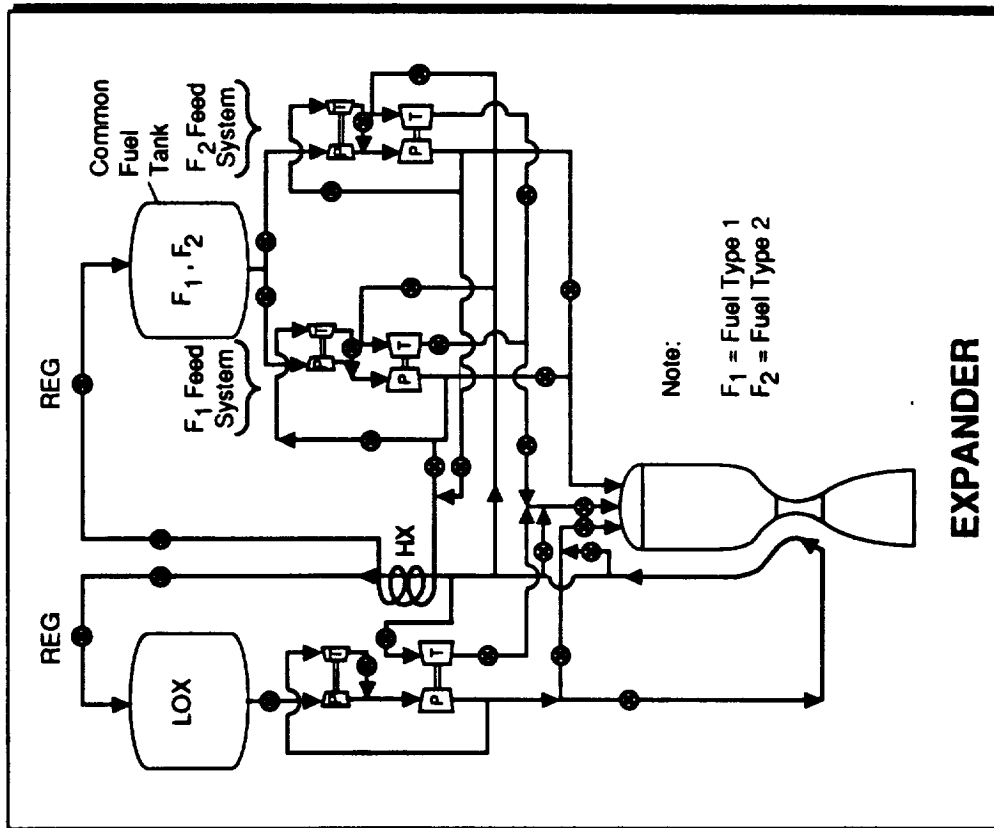 REG
REG
Common
Fuel
Tank
F₁, F₂
F₁ Feed
System
F₂ Feed
System
LOX
HX
P
T
P
T
P
T
P
T
P
T
P
T
Note:
F₁ = Fuel Type 1
F₂ = Fuel Type 2
EXPANDER